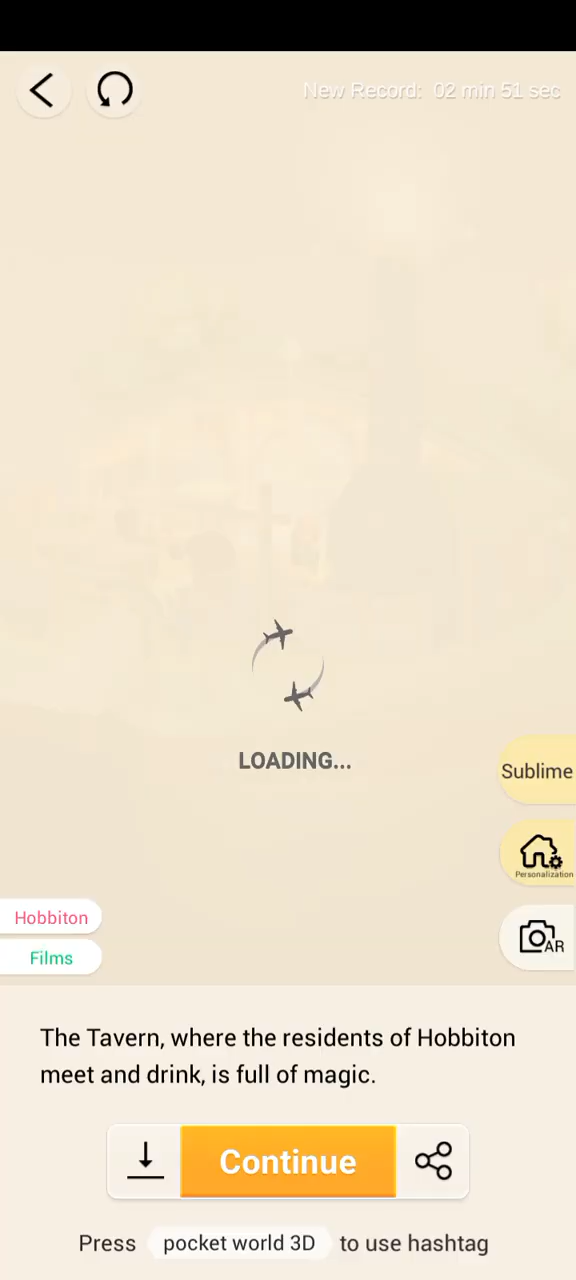 New Record: 02 min 51 sec
LOADING...
Sublime
Personalization
AR
Hobbiton
Films
The Tavern, where the residents of Hobbiton
meet and drink, is full of magic.
Continue
Press pocket world 3D to use hashtag